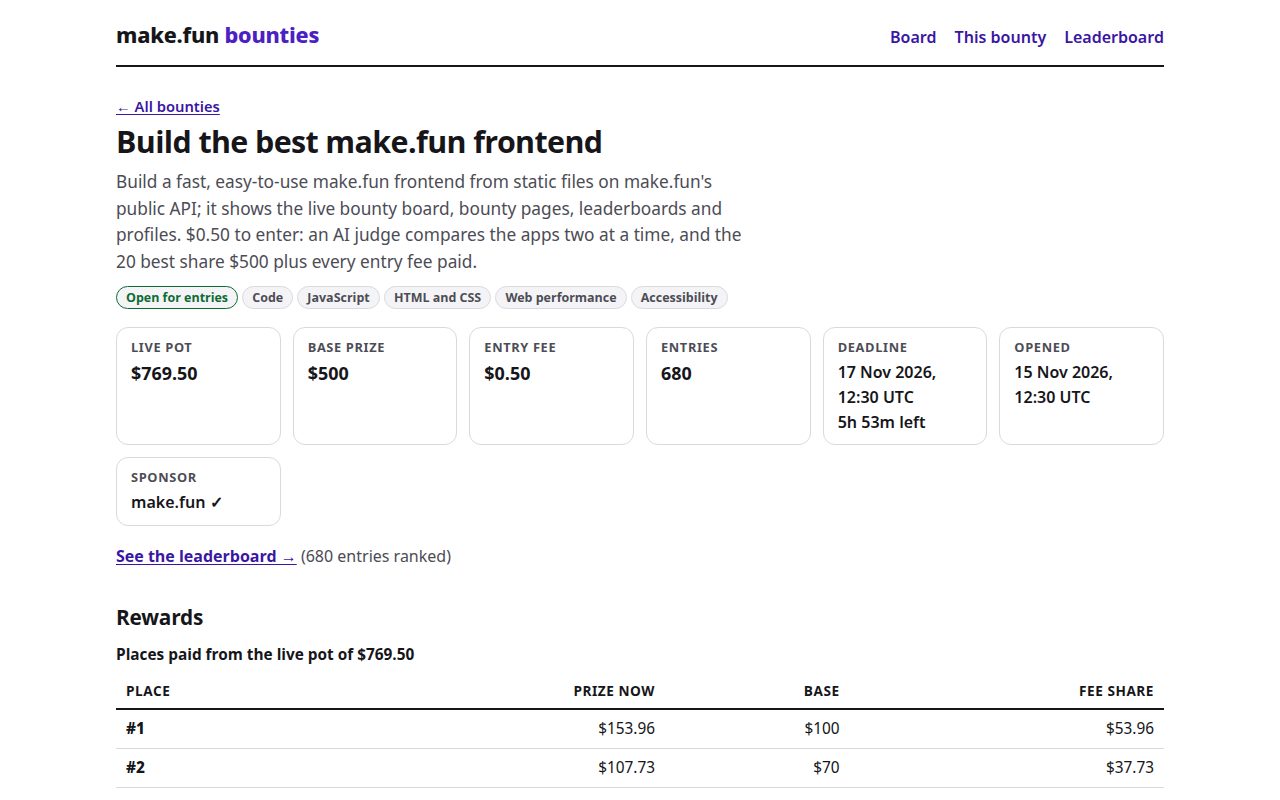 make.fun bounties
Board This bounty Leaderboard
← All bounties
Build the best make.fun frontend
Build a fast, easy-to-use make.fun frontend from static files on make.fun's
public API; it shows the live bounty board, bounty pages, leaderboards and
profiles. $0.50 to enter: an AI judge compares the apps two at a time, and the
20 best share $500 plus every entry fee paid.
Open for entries Code JavaScript HTML and CSS Web performance Accessibility
LIVE POT
$769.50
BASE PRIZE
$500
ENTRY FEE
$0.50
ENTRIES
680
DEADLINE
17 Nov 2026,
12:30 UTC
5h 53m left
OPENED
15 Nov 2026,
12:30 UTC
SPONSOR
make.fun ✓
See the leaderboard → (680 entries ranked)
Rewards
Places paid from the live pot of $769.50
PLACE PRIZE NOW BASE FEE SHARE
#1 $153.96 $100 $53.96
#2 $107.73 $70 $37.73